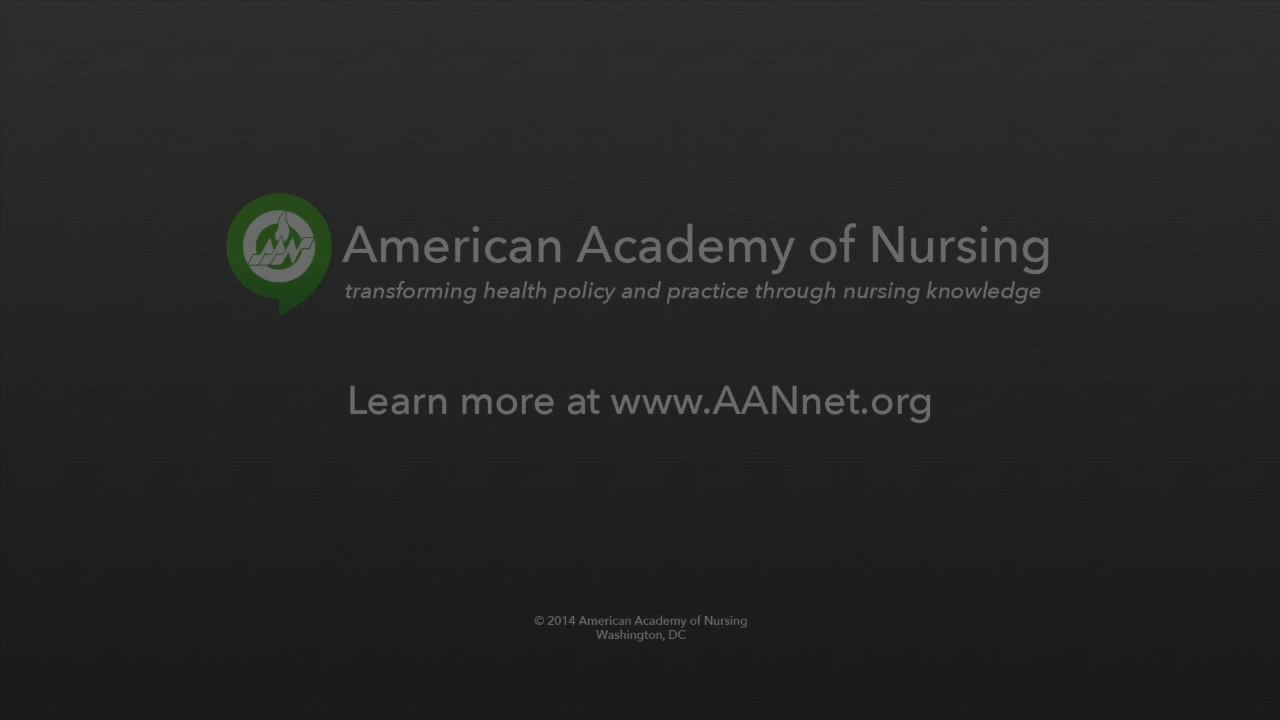 American Academy of Nursing
transforming health policy and practice through nursing knowledge
Learn more at www.AANnet.org
© 2014 American Academy of Nursing
Washington, DC